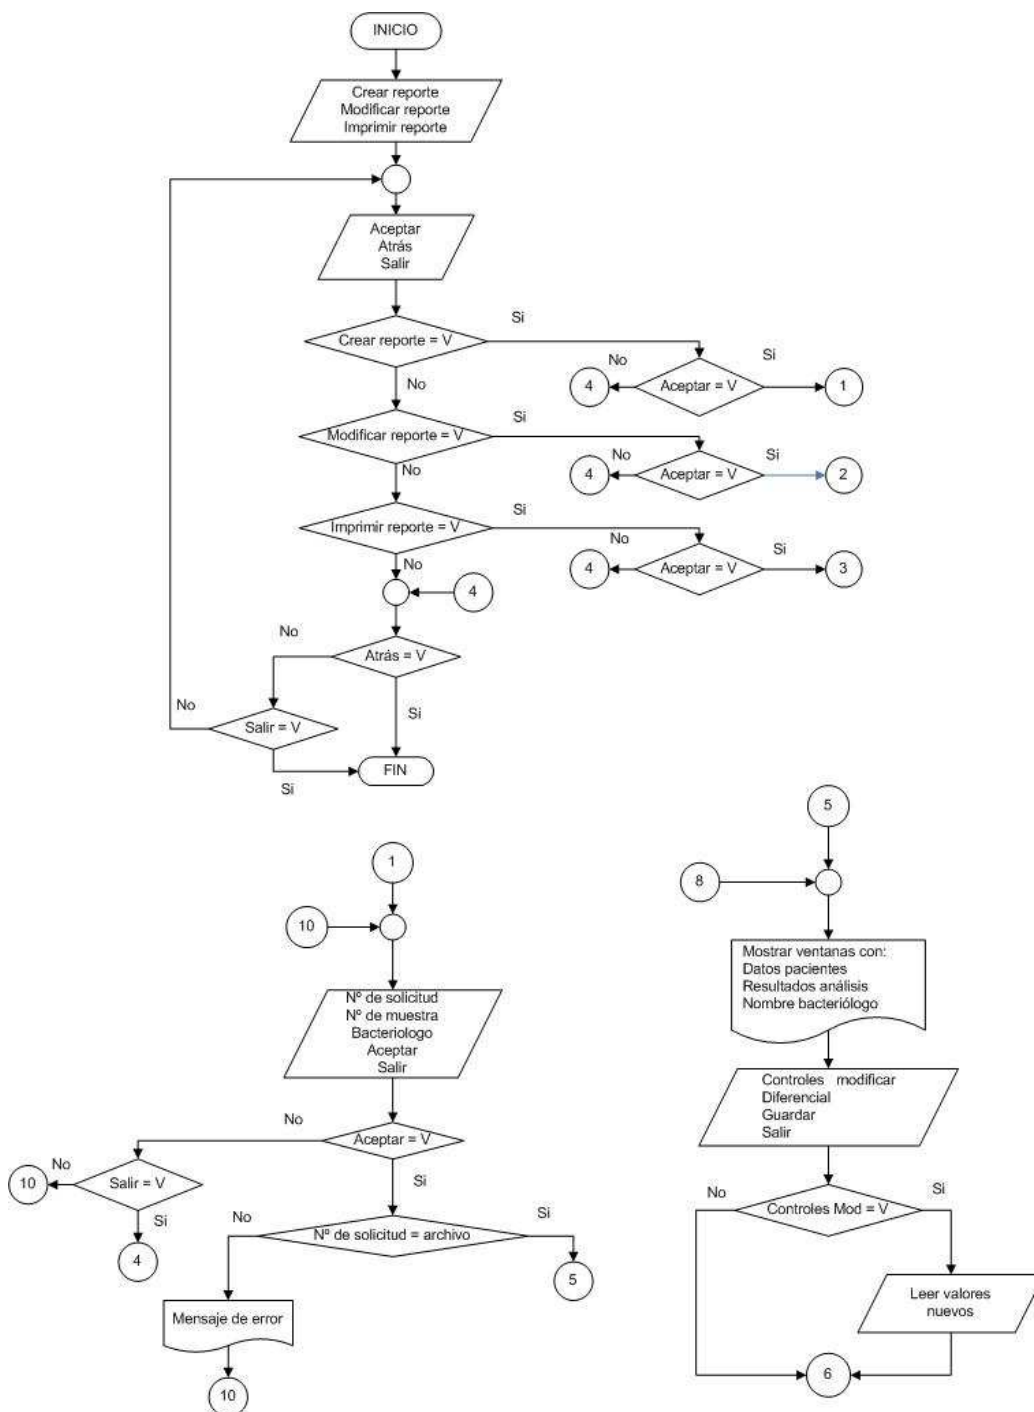 INICIO
Crear reporte
Modificar reporte
Imprimir reporte
Aceptar
Atrás
Salir
Si
Crear reporte = V
No
Si
4
Aceptar = V
1
No
Si
Modificar reporte = V
No
Si
4
Aceptar = V
2
No
Si
Imprimir reporte = V
No
Si
4
Aceptar = V
3
No
4
No
Atrás = V
No
Si
Salir = V
Si
FIN
1
10
Nº de solicitud
Nº de muestra
Bacteriologo
Aceptar
Salir
No
Aceptar = V
No
Salir = V
10
Si
Si
4
No
Nº de solicitud = archivo
Si
5
Mensaje de error
10
5
8
Mostrar ventanas con:
Datos pacientes
Resultados análisis
Nombre bacteriólogo
Controles modificar
Diferencial
Guardar
Salir
No
Controles Mod = V
Si
Leer valores
nuevos
6